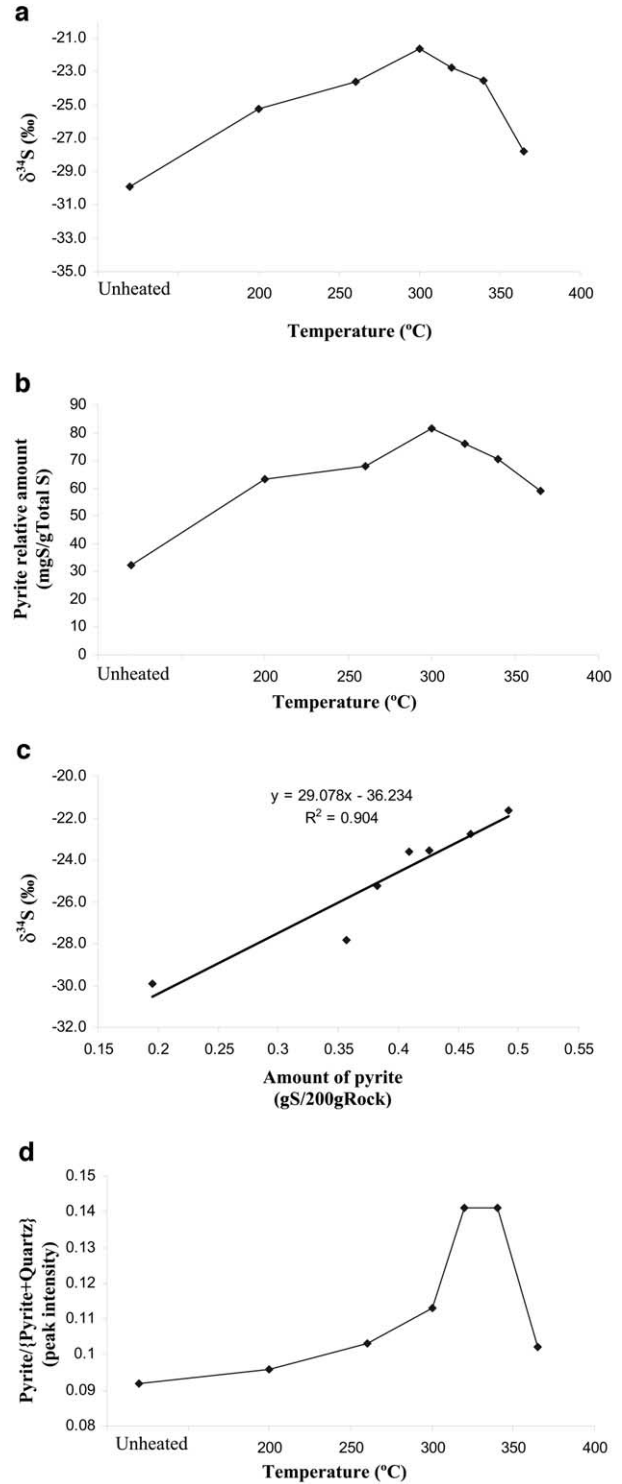 a
-21.0
-23.0
-25.0
-27.0
-29.0
-31.0
-33.0
-35.0
δ³⁴S (‰)
Unheated 200 250 300 350 400
Temperature (ºC)
b
90
80
70
60
50
40
30
20
10
0
Pyrite relative amount
(mgS/gTotal S)
Unheated 200 250 300 350 400
Temperature (ºC)
c
-20.0
-22.0
-24.0
-26.0
-28.0
-30.0
-32.0
δ³⁴S (‰)
y = 29.078x - 36.234
R² = 0.904
0.15 0.2 0.25 0.3 0.35 0.4 0.45 0.5 0.55
Amount of pyrite
(gS/200gRock)
d
0.15
0.14
0.13
0.12
0.11
0.1
0.09
0.08
Pyrite/{Pyrite+Quartz}
(peak intensity)
Unheated 200 250 300 350 400
Temperature (ºC)